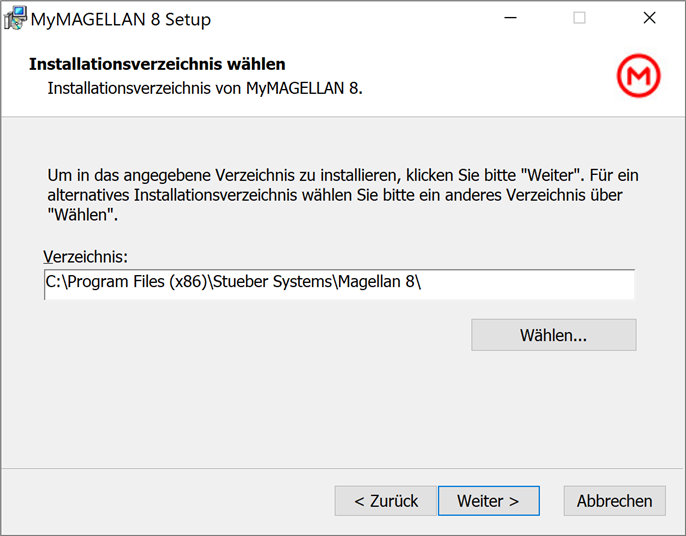 MyMAGELLAN 8 Setup
Installationsverzeichnis wählen
Installationsverzeichnis von MyMAGELLAN 8.
M
Um in das angegebene Verzeichnis zu installieren, klicken Sie bitte "Weiter". Für ein
alternatives Installationsverzeichnis wählen Sie bitte ein anderes Verzeichnis über
"Wählen".
Verzeichnis:
C:\Program Files (x86)\Stueber Systems\Magellan 8\
Wählen...
< Zurück
Weiter >
Abbrechen